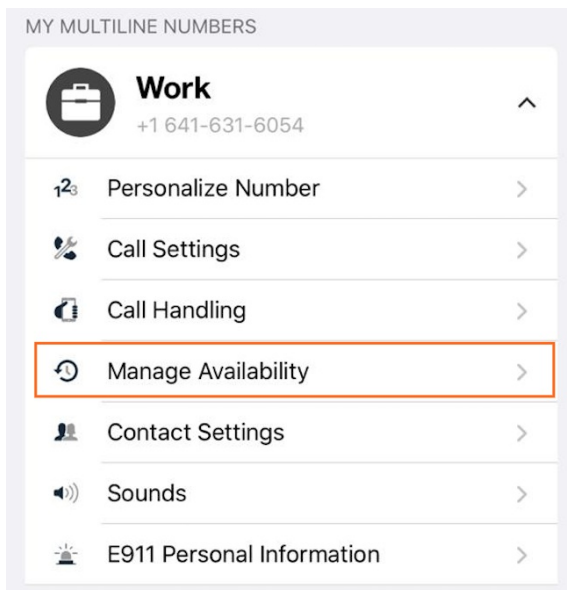 MY MULTILINE NUMBERS
Work
+1 641-631-6054
123 Personalize Number
Call Settings
Call Handling
Manage Availability
Contact Settings
Sounds
E911 Personal Information